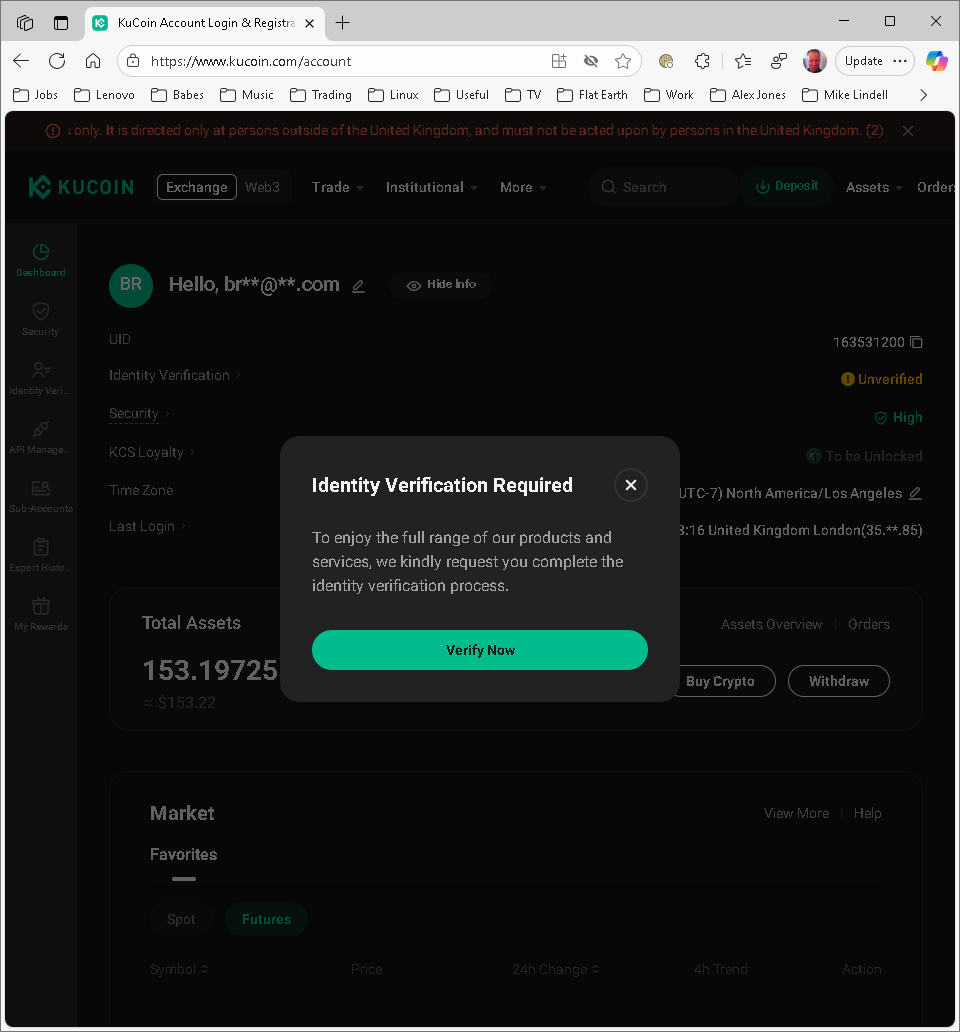 KuCoin Account Login & Registra
https://www.kucoin.com/account
Update
Jobs Lenovo Babes Music Trading Linux Useful TV Flat Earth Work Alex Jones Mike Lindell
s only. It is directed only at persons outside of the United Kingdom, and must not be acted upon by persons in the United Kingdom. (2)
KUCOIN Exchange Web3 Trade Institutional More Search Deposit Assets Orders
Dashboard
Security
Identity Veri...
API Manage...
Sub-Accounts
Export Histo...
My Rewards
BR Hello, br**@**.com Hide Info
UID 163531200
Identity Verification Unverified
Security High
KCS Loyalty To be Unlocked
Time Zone UTC-7) North America/Los Angeles
Last Login 3:16 United Kingdom London(35.**.85)
Identity Verification Required
To enjoy the full range of our products and
services, we kindly request you complete the
identity verification process.
Verify Now
Total Assets Assets Overview Orders
153.19725 Buy Crypto Withdraw
≈ $153.22
Market View More Help
Favorites
Spot Futures
Symbol Price 24h Change 4h Trend Action